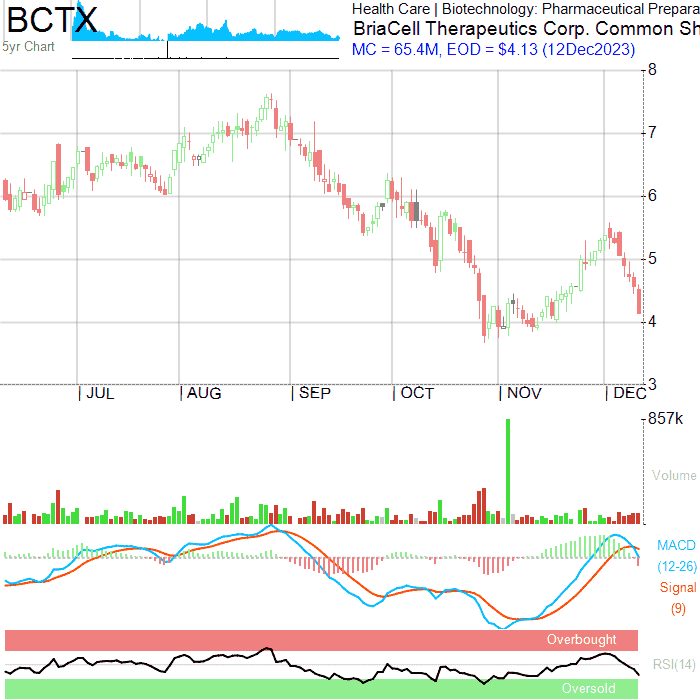 BCTX
5yr Chart
Health Care | Biotechnology: Pharmaceutical Prepara
BriaCell Therapeutics Corp. Common Sh
MC = 65.4M, EOD = $4.13 (12Dec2023)
8
7
6
5
4
3
| JUL | AUG | SEP | OCT | NOV | DEC
857k
Volume
MACD
(12-26)
Signal
(9)
Overbought
RSI(14)
Oversold